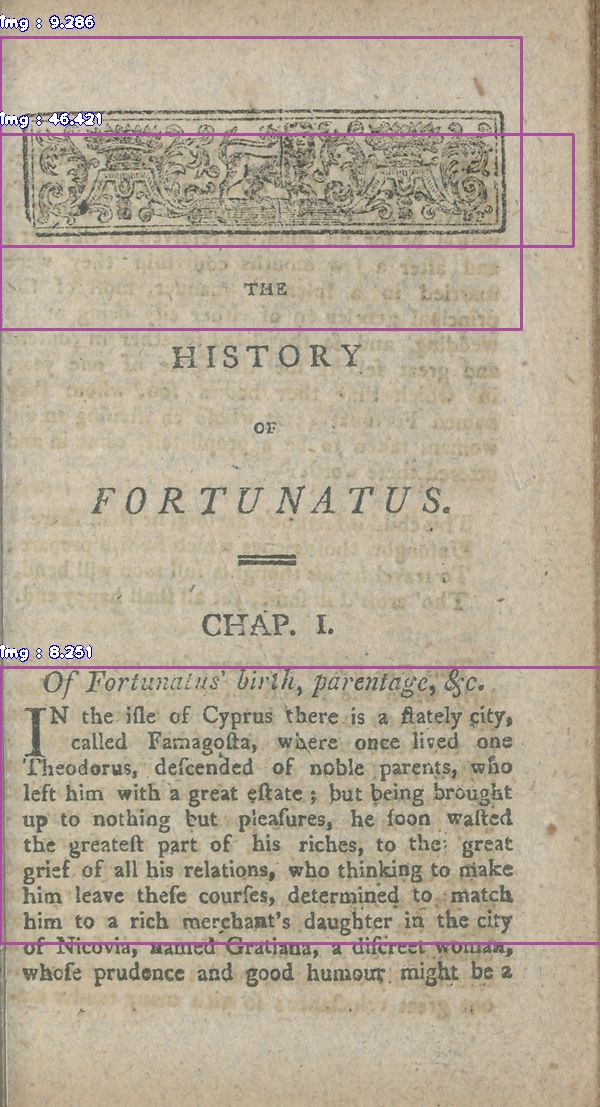 Img : 9.286
Img : 46.421
THE
HISTORY
OF
FORTUNATUS.
CHAP. I.
Img : 8.251
Of Fortunatus' birth, parentage, &c.
IN the iſle of Cyprus there is a ſtately city,
called Famagoſta, where once lived one
Theodorus, deſcended of noble parents, who
left him with a great eſtate ; but being brought
up to nothing but pleaſures, he ſoon waſted
the greateſt part of his riches, to the great
grief of all his relations, who thinking to make
him leave theſe courſes, determined to match
him to a rich merchant's daughter in the city
of Nicovia, named Gratiana, a diſcreet woman,
whoſe prudence and good humour might be a